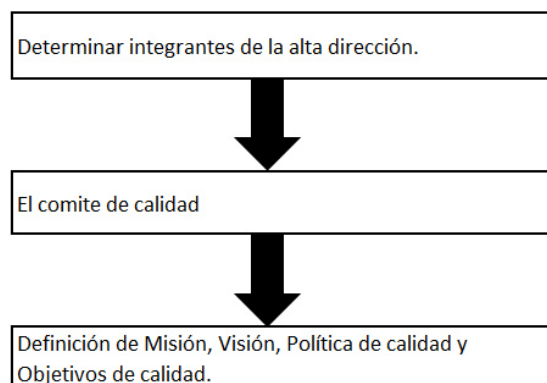 Determinar integrantes de la alta dirección.
El comite de calidad
Definición de Misión, Visión, Política de calidad y
Objetivos de calidad.